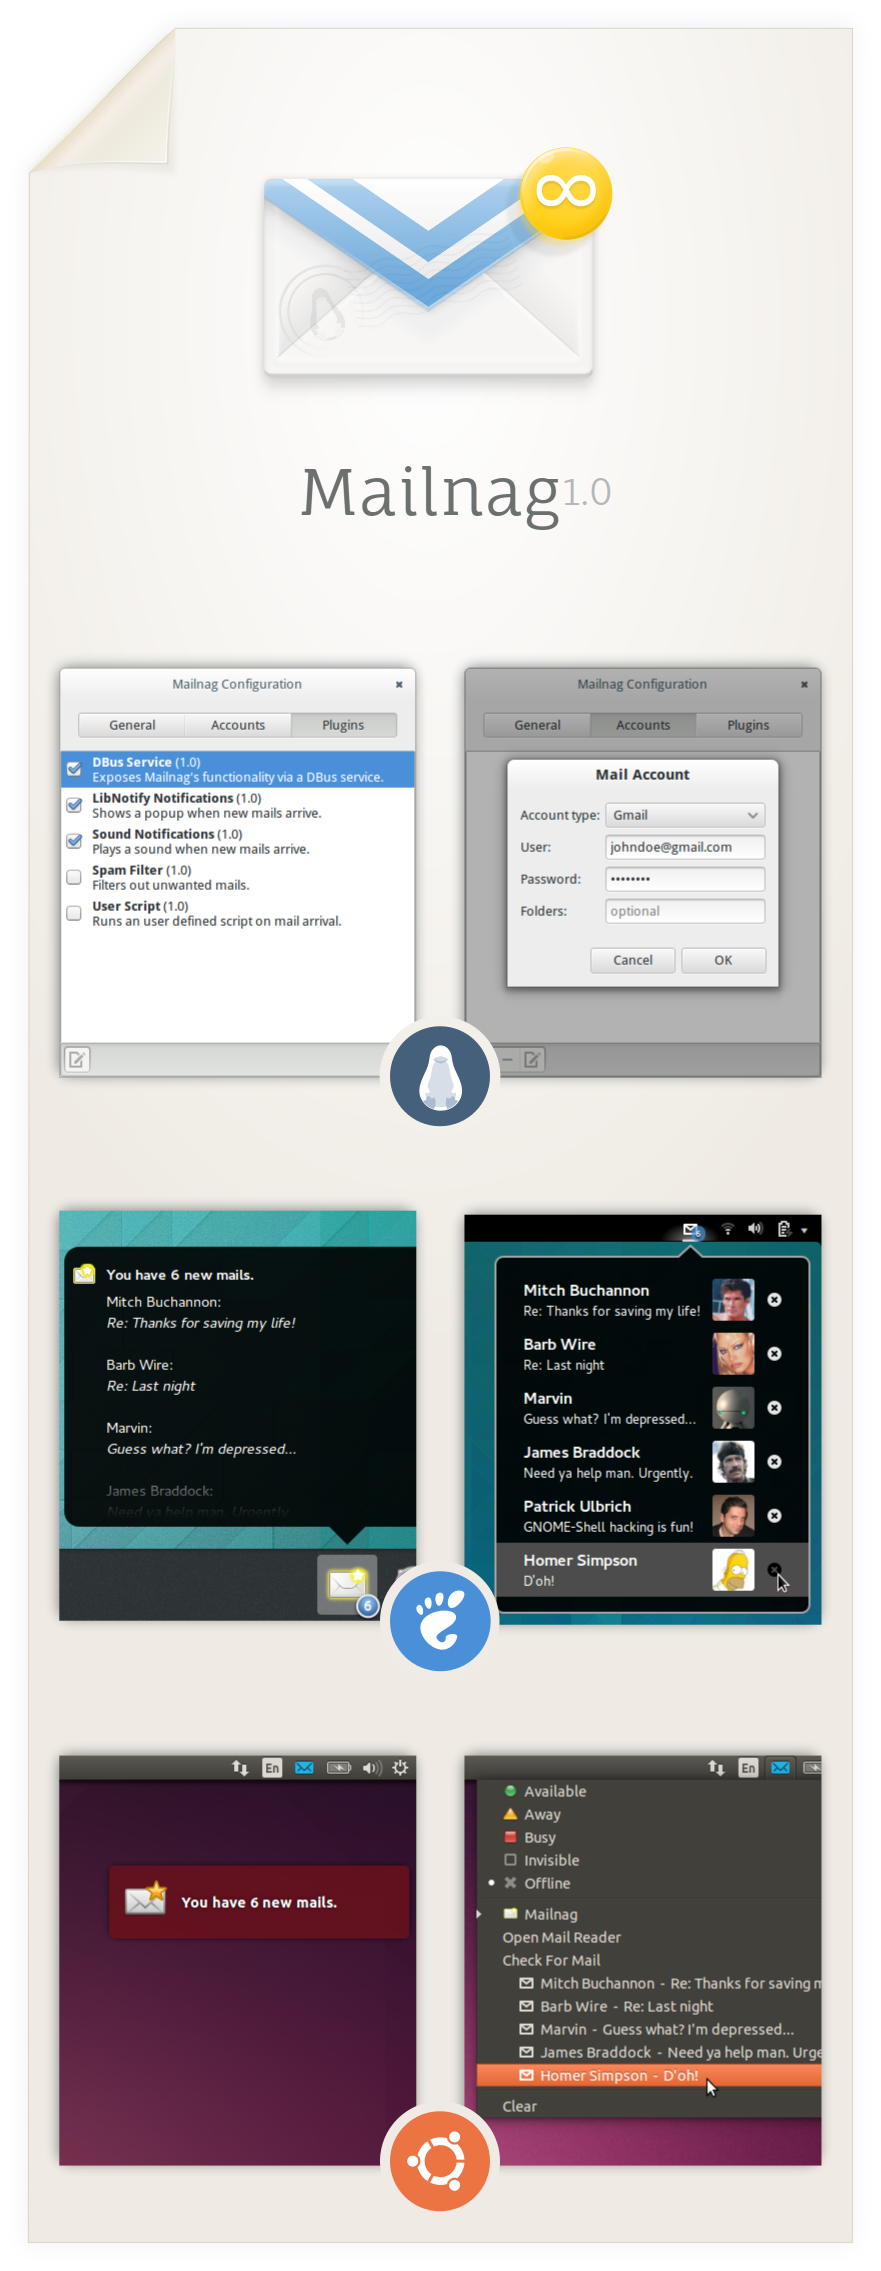 Mailnag 1.0
Mailnag Configuration
General Accounts Plugins
DBus Service (1.0)
Exposes Mailnag's functionality via a DBus service.
LibNotify Notifications (1.0)
Shows a popup when new mails arrive.
Sound Notifications (1.0)
Plays a sound when new mails arrive.
Spam Filter (1.0)
Filters out unwanted mails.
User Script (1.0)
Runs an user defined script on mail arrival.
Mailnag Configuration
General Accounts Plugins
Mail Account
Account type: Gmail
User: johndoe@gmail.com
Password: ••••••••
Folders: optional
Cancel OK
You have 6 new mails.
Mitch Buchannon:
Re: Thanks for saving my life!
Barb Wire:
Re: Last night
Marvin:
Guess what? I'm depressed...
James Braddock:
Need ya help man. Urgently.
6
6
Mitch Buchannon
Re: Thanks for saving my life!
Barb Wire
Re: Last night
Marvin
Guess what? I'm depressed...
James Braddock
Need ya help man. Urgently.
Patrick Ulbrich
GNOME-Shell hacking is fun!
Homer Simpson
D'oh!
En
You have 6 new mails.
En
Available
Away
Busy
Invisible
Offline
Mailnag
Open Mail Reader
Check For Mail
Mitch Buchannon - Re: Thanks for saving m
Barb Wire - Re: Last night
Marvin - Guess what? I'm depressed...
James Braddock - Need ya help man. Urge
Homer Simpson - D'oh!
Clear